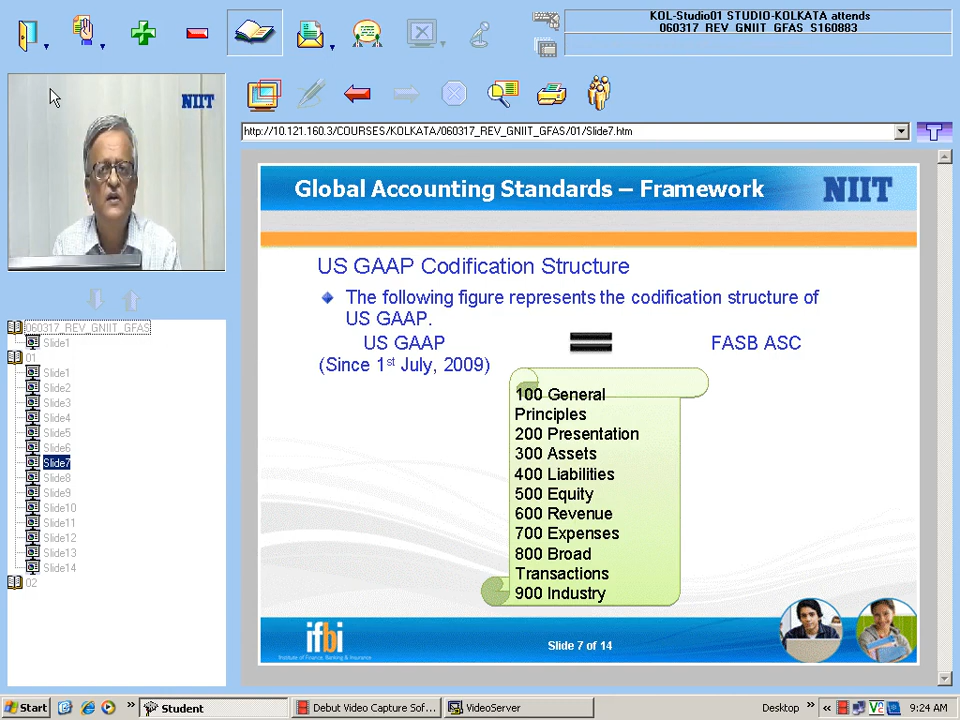 KOL-Studio01 STUDIO-KOLKATA attends
060317_REV_GNIIT_GFAS_S160883
NIIT
http://10.121.160.3/COURSES/KOLKATA/060317_REV_GNIIT_GFAS/01/Slide7.htm
T
Global Accounting Standards – Framework
NIIT
US GAAP Codification Structure
The following figure represents the codification structure of
US GAAP.
US GAAP
FASB ASC
(Since 1st July, 2009)
100 General
Principles
200 Presentation
300 Assets
400 Liabilities
500 Equity
600 Revenue
700 Expenses
800 Broad
Transactions
900 Industry
ifbi
Institute of Finance, Banking & Insurance
Slide 7 of 14
060317_REV_GNIIT_GFAS
Slide1
01
Slide1
Slide2
Slide3
Slide4
Slide5
Slide6
Slide7
Slide8
Slide9
Slide10
Slide11
Slide12
Slide13
Slide14
02
Start
Student
Debut Video Capture Sof...
VideoServer
Desktop
9:24 AM